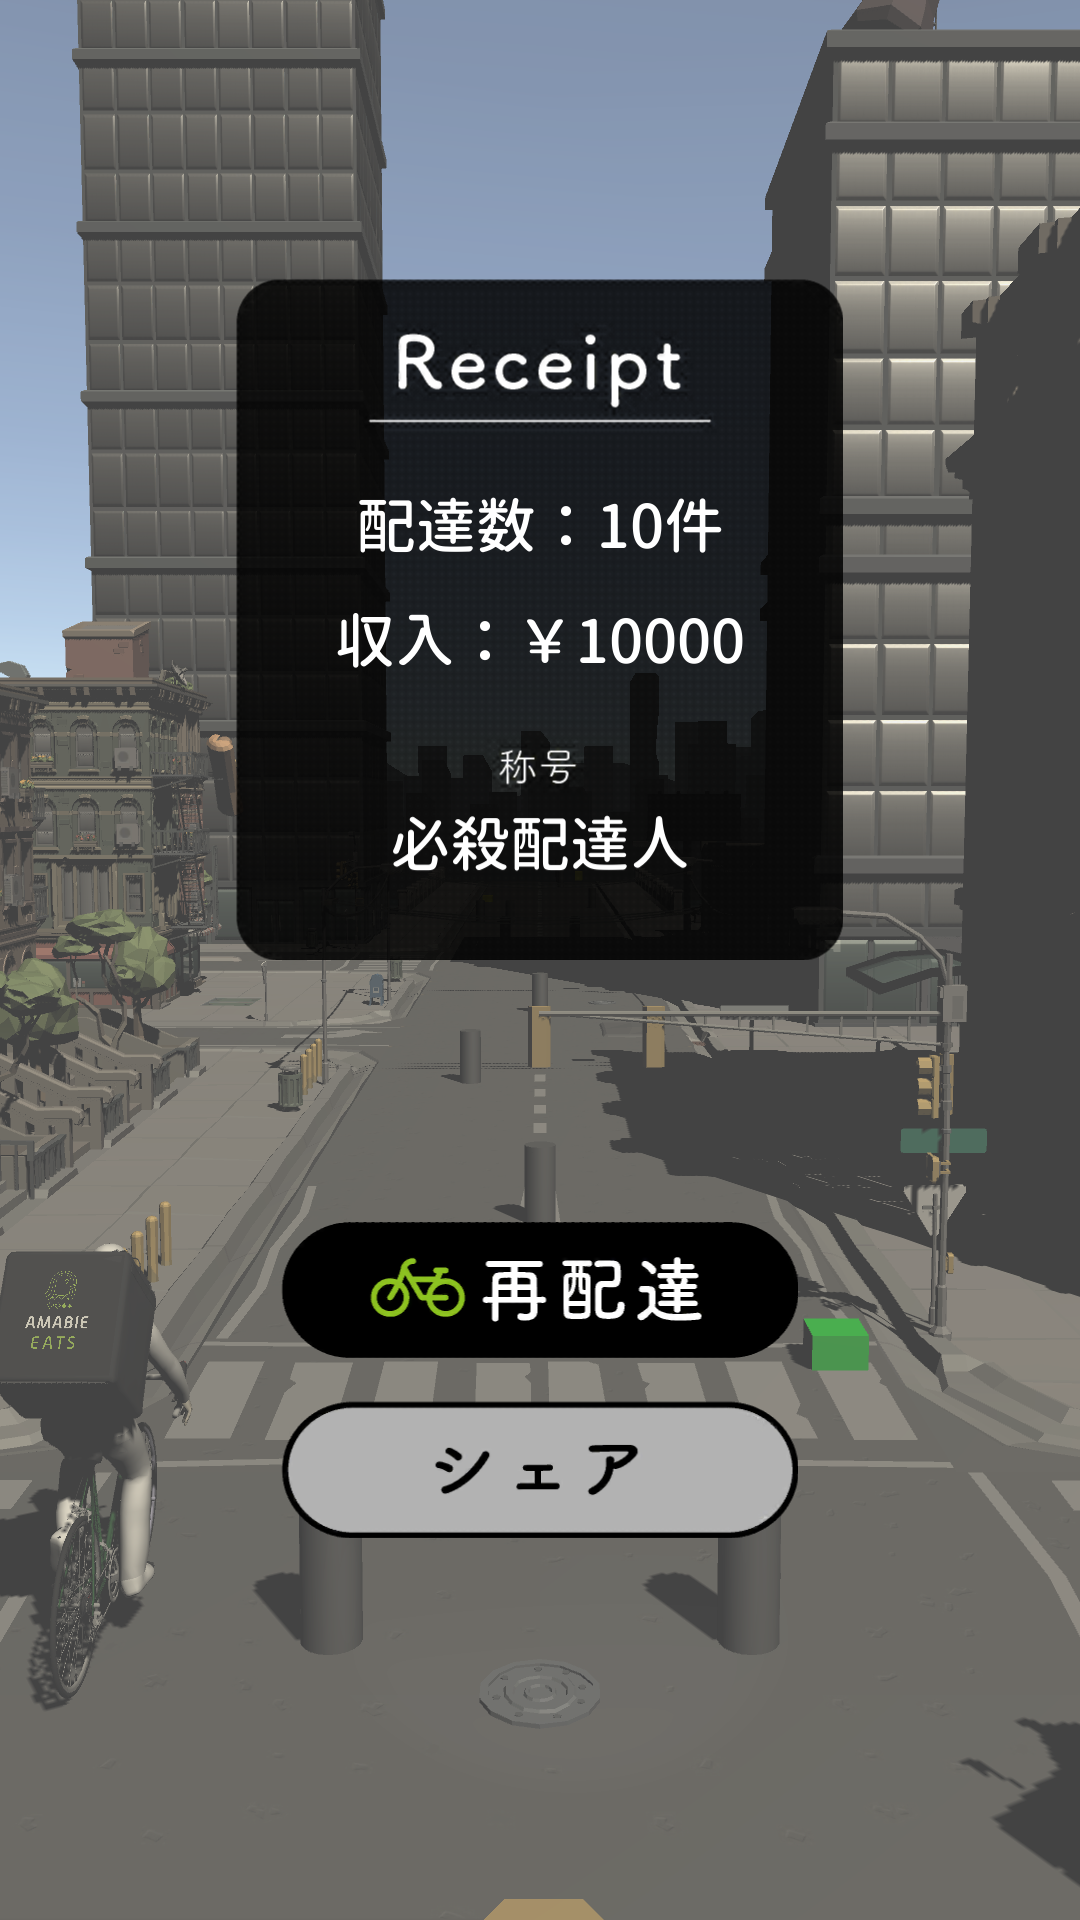 Receipt
配達数：10件
収入：￥10000
称号
必殺配達人
再配達
シェア
AMABIE
EATS